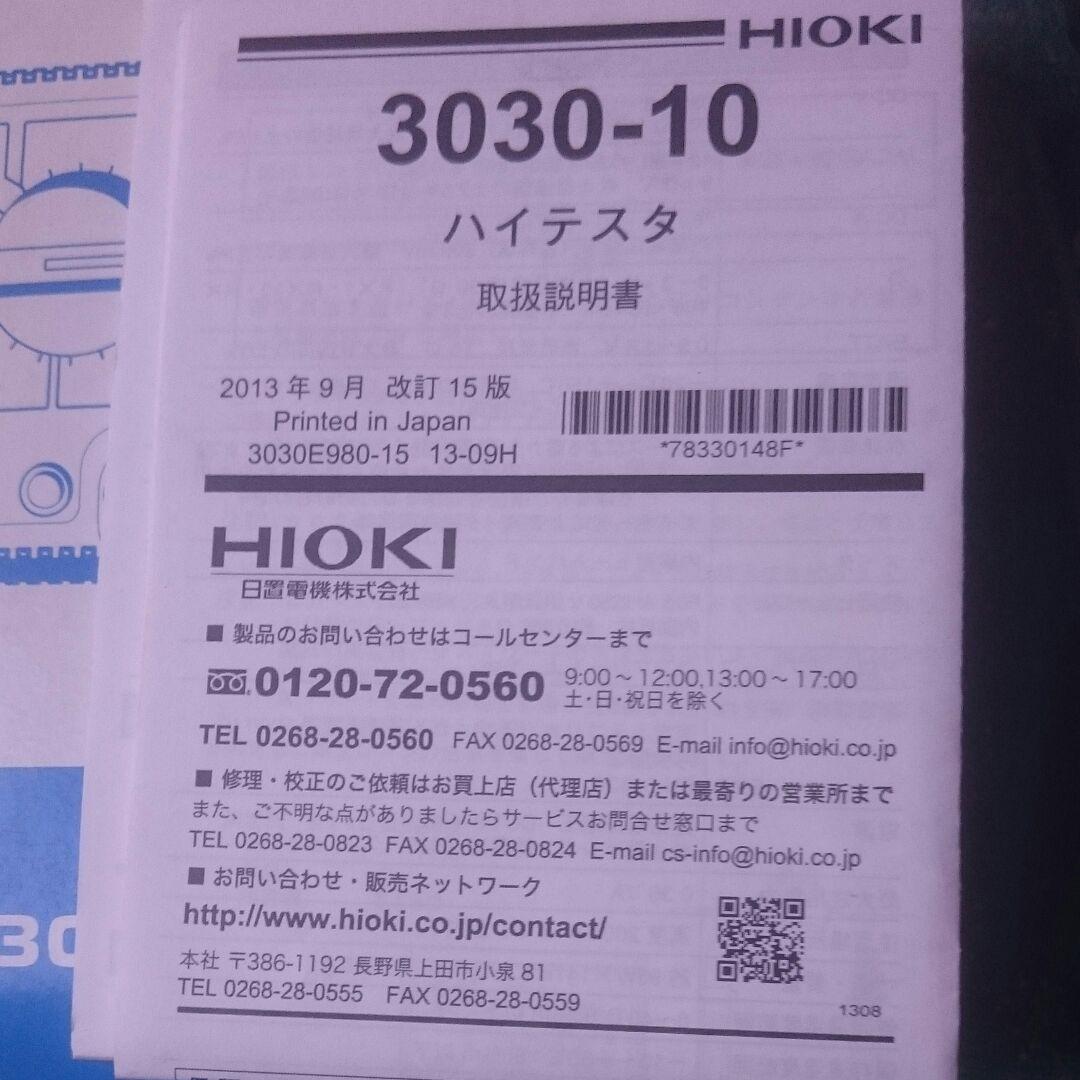 HIOKI
3030-10
ハイテスタ
取扱説明書
2013 年 9 月 改訂 15 版
Printed in Japan
3030E980-15 13-09H
*78330148F*
HIOKI
日置電機株式会社
■ 製品のお問い合わせはコールセンターまで
0120-72-0560 9:00～12:00,13:00～17:00
土・日・祝日を除く
TEL 0268-28-0560 FAX 0268-28-0569 E-mail info@hioki.co.jp
■ 修理・校正のご依頼はお買上店（代理店）または最寄りの営業所まで
また、ご不明な点がありましたらサービスお問合せ窓口まで
TEL 0268-28-0823 FAX 0268-28-0824 E-mail cs-info@hioki.co.jp
■ お問い合わせ・販売ネットワーク
http://www.hioki.co.jp/contact/
本社 〒386-1192 長野県上田市小泉 81
TEL 0268-28-0555 FAX 0268-28-0559
1308
30